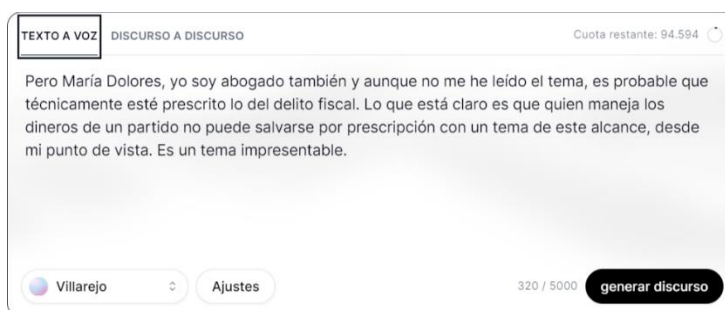 TEXTO A VOZ DISCURSO A DISCURSO Cuota restante: 94.594
Pero María Dolores, yo soy abogado también y aunque no me he leído el tema, es probable que
técnicamente esté prescrito lo del delito fiscal. Lo que está claro es que quien maneja los
dineros de un partido no puede salvarse por prescripción con un tema de este alcance, desde
mi punto de vista. Es un tema impresentable.
Villarejo Ajustes 320 / 5000 generar discurso